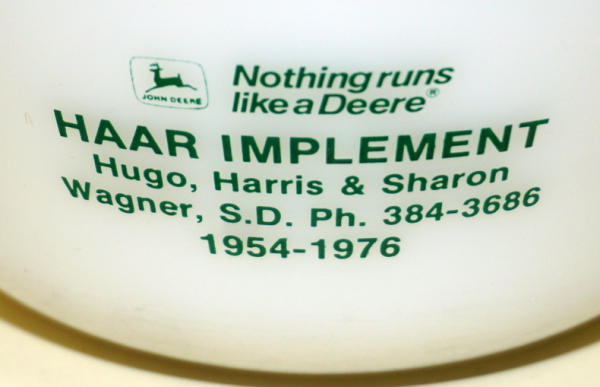 JOHN DEERE
Nothing runs
like a Deere®
HAAR IMPLEMENT
Hugo, Harris & Sharon
Wagner, S.D. Ph. 384-3686
1954-1976